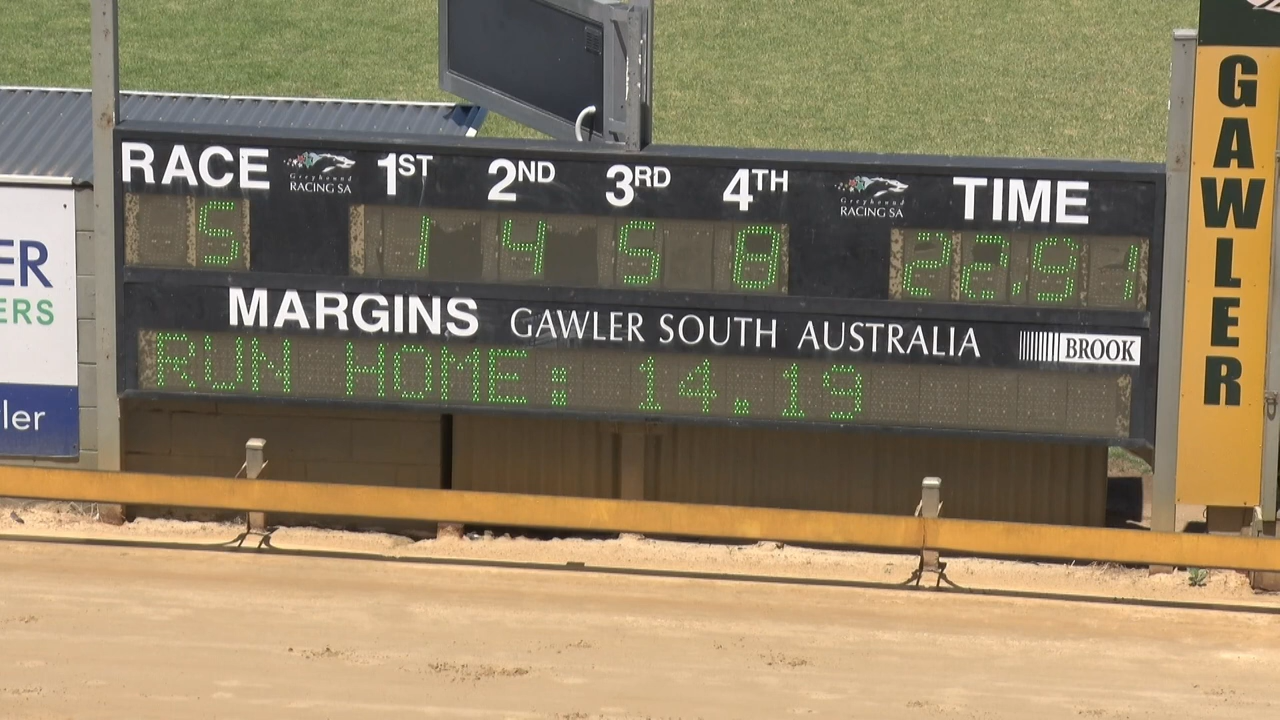 RACE Greyhound RACING SA 1ST 2ND 3RD 4TH Greyhound RACING SA TIME
5 1 4 5 8 22.91
MARGINS GAWLER SOUTH AUSTRALIA BROOK
RUN HOME: 14.19
GAWLER
ER
ERS
ler